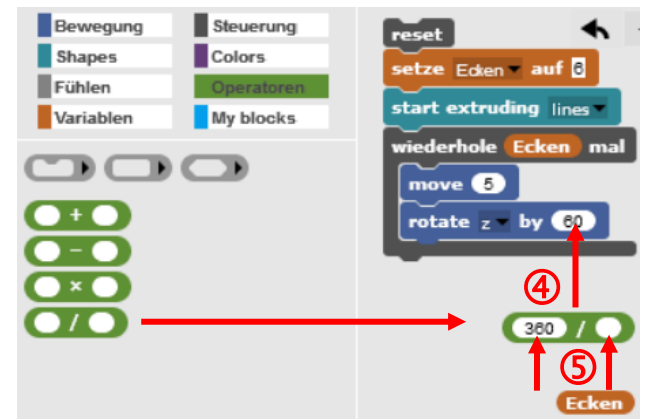 Bewegung Steuerung
Shapes Colors
Fühlen Operatoren
Variablen My blocks
+
−
×
/
reset
setze Ecken auf 6
start extruding lines
wiederhole Ecken mal
move 5
rotate z by 60
④
360 /
⑤
Ecken